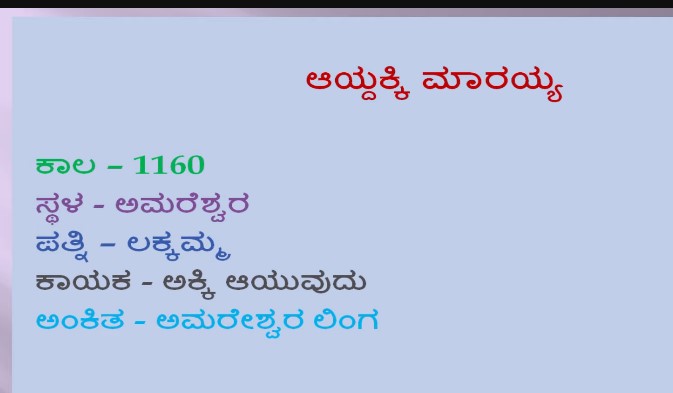 ಆಯ್ದಕ್ಕಿ ಮಾರಯ್ಯ
ಕಾಲ – 1160
ಸ್ಥಳ - ಅಮರೆಶ್ವರ
ಪತ್ನಿ – ಲಕ್ಕಮ್ಮ
ಕಾಯಕ - ಅಕ್ಕಿ ಆಯುವುದು
ಅಂಕಿತ - ಅಮರೇಶ್ವರ ಲಿಂಗ